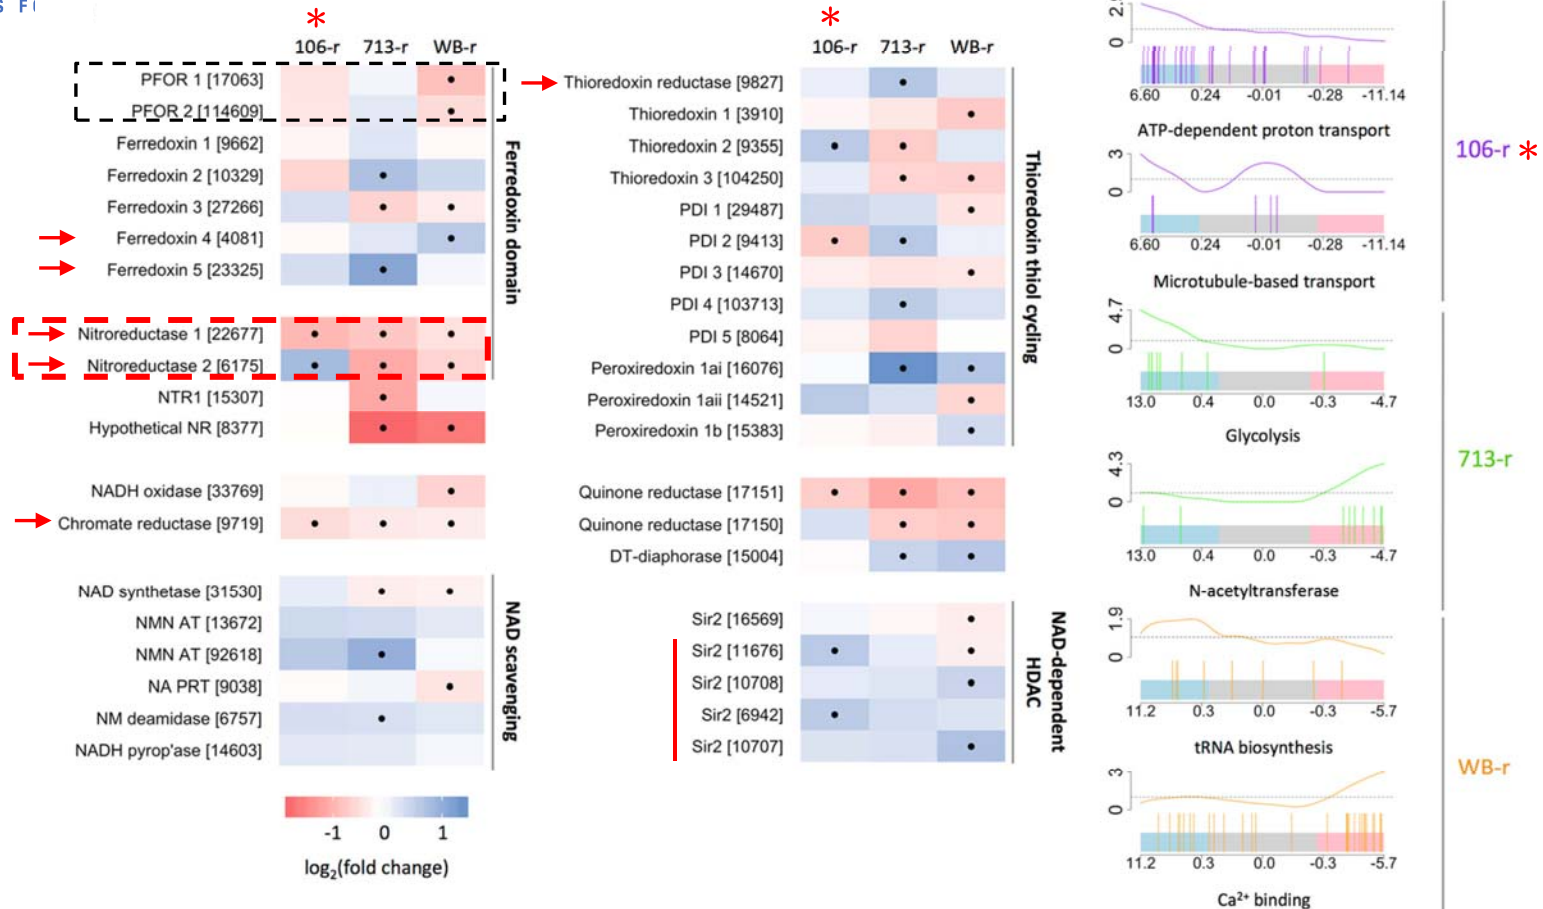 106-r 713-r WB-r
PFOR 1 [17063]
PFOR 2 [114609]
Ferredoxin 1 [9662]
Ferredoxin 2 [10329]
Ferredoxin 3 [27266]
Ferredoxin 4 [4081]
Ferredoxin 5 [23325]
Nitroreductase 1 [22677]
Nitroreductase 2 [6175]
Ferredoxin domain
NTR1 [15307]
Hypothetical NR [8377]
NADH oxidase [33769]
Chromate reductase [9719]
NAD synthetase [31530]
NMN AT [13672]
NMN AT [92618]
NA PRT [9038]
NM deamidase [6757]
NADH pyrop'ase [14603]
NAD scavenging
-1 0 1
log2(fold change)
106-r 713-r WB-r
Thioredoxin reductase [9827]
Thioredoxin 1 [3910]
Thioredoxin 2 [9355]
Thioredoxin 3 [104250]
PDI 1 [29487]
PDI 2 [9413]
PDI 3 [14670]
PDI 4 [103713]
PDI 5 [8064]
Peroxiredoxin 1ai [16076]
Peroxiredoxin 1aii [14521]
Peroxiredoxin 1b [15383]
Thioredoxin thiol cycling
Quinone reductase [17151]
Quinone reductase [17150]
DT-diaphorase [15004]
Sir2 [16569]
Sir2 [11676]
Sir2 [10708]
Sir2 [6942]
Sir2 [10707]
NAD-dependent
HDAC
0
6.60 0.24 -0.01 -0.28 -11.14
ATP-dependent proton transport
3
0
6.60 0.24 -0.01 -0.28 -11.14
Microtubule-based transport
106-r *
4.7
0
13.0 0.4 0.0 -0.3 -4.7
Glycolysis
4.3
0
13.0 0.4 0.0 -0.3 -4.7
N-acetyltransferase
713-r
1.9
0
11.2 0.3 0.0 -0.3 -5.7
tRNA biosynthesis
3
0
11.2 0.3 0.0 -0.3 -5.7
Ca2+ binding
WB-r